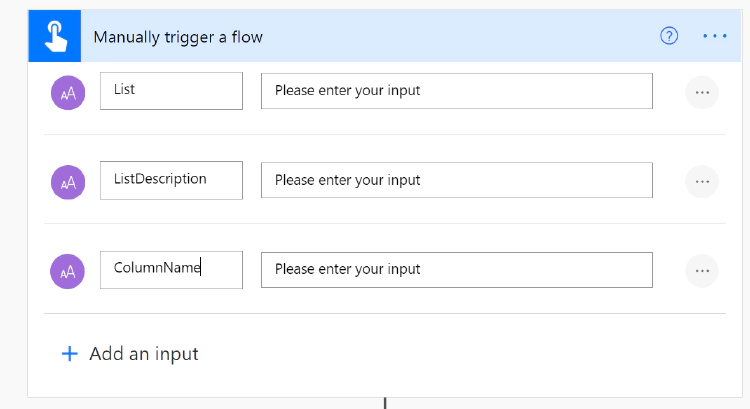 Manually trigger a flow
?
AA List Please enter your input
AA ListDescription Please enter your input
AA ColumnName Please enter your input
+ Add an input